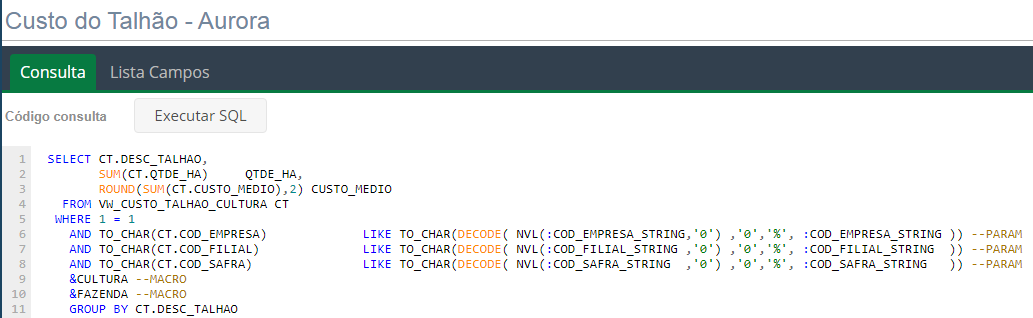 Custo do Talhão - Aurora
Consulta Lista Campos
Código consulta Executar SQL
1 SELECT CT.DESC_TALHAO,
2 SUM(CT.QTDE_HA) QTDE_HA,
3 ROUND(SUM(CT.CUSTO_MEDIO),2) CUSTO_MEDIO
4 FROM VW_CUSTO_TALHAO_CULTURA CT
5 WHERE 1 = 1
6 AND TO_CHAR(CT.COD_EMPRESA) LIKE TO_CHAR(DECODE( NVL(:COD_EMPRESA_STRING,'0') ,'0','%', :COD_EMPRESA_STRING )) --PARAM
7 AND TO_CHAR(CT.COD_FILIAL) LIKE TO_CHAR(DECODE( NVL(:COD_FILIAL_STRING ,'0') ,'0','%', :COD_FILIAL_STRING )) --PARAM
8 AND TO_CHAR(CT.COD_SAFRA) LIKE TO_CHAR(DECODE( NVL(:COD_SAFRA_STRING ,'0') ,'0','%', :COD_SAFRA_STRING )) --PARAM
9 &CULTURA --MACRO
10 &FAZENDA --MACRO
11 GROUP BY CT.DESC_TALHAO